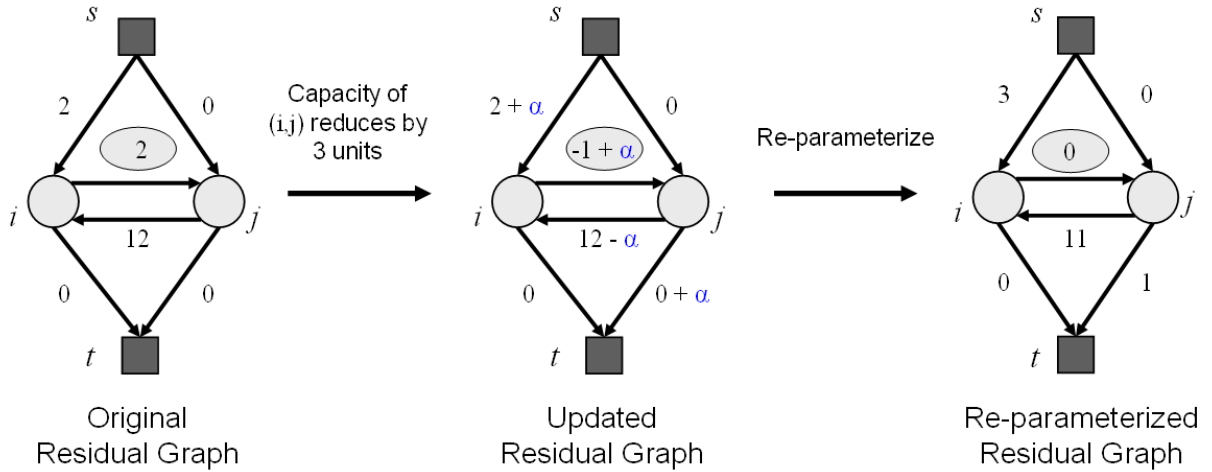 s
2
0
2
i
j
12
0
0
t
Original
Residual Graph
Capacity of
(i,j) reduces by
3 units
s
2 + α
0
-1 + α
i
j
12 - α
0
0 + α
t
Updated
Residual Graph
Re-parameterize
s
3
0
0
i
j
11
0
1
t
Re-parameterized
Residual Graph